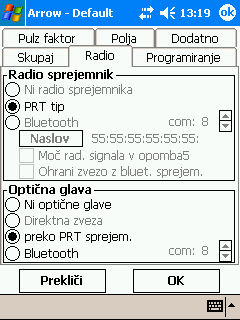 Arrow - Default 13:19 ok
Pulz faktor Polja Dodatno
Skupaj Radio Programiranje
Radio sprejemnik
Ni radio sprejemnika
PRT tip
Bluetooth com: 8
Naslov 55:55:55:55:55:55:
Moč rad. signala v opomba5
Ohrani zvezo z bluet. sprejem.
Optična glava
Ni optične glave
Direktna zveza
preko PRT sprejem.
Bluetooth com: 8
Prekliči OK